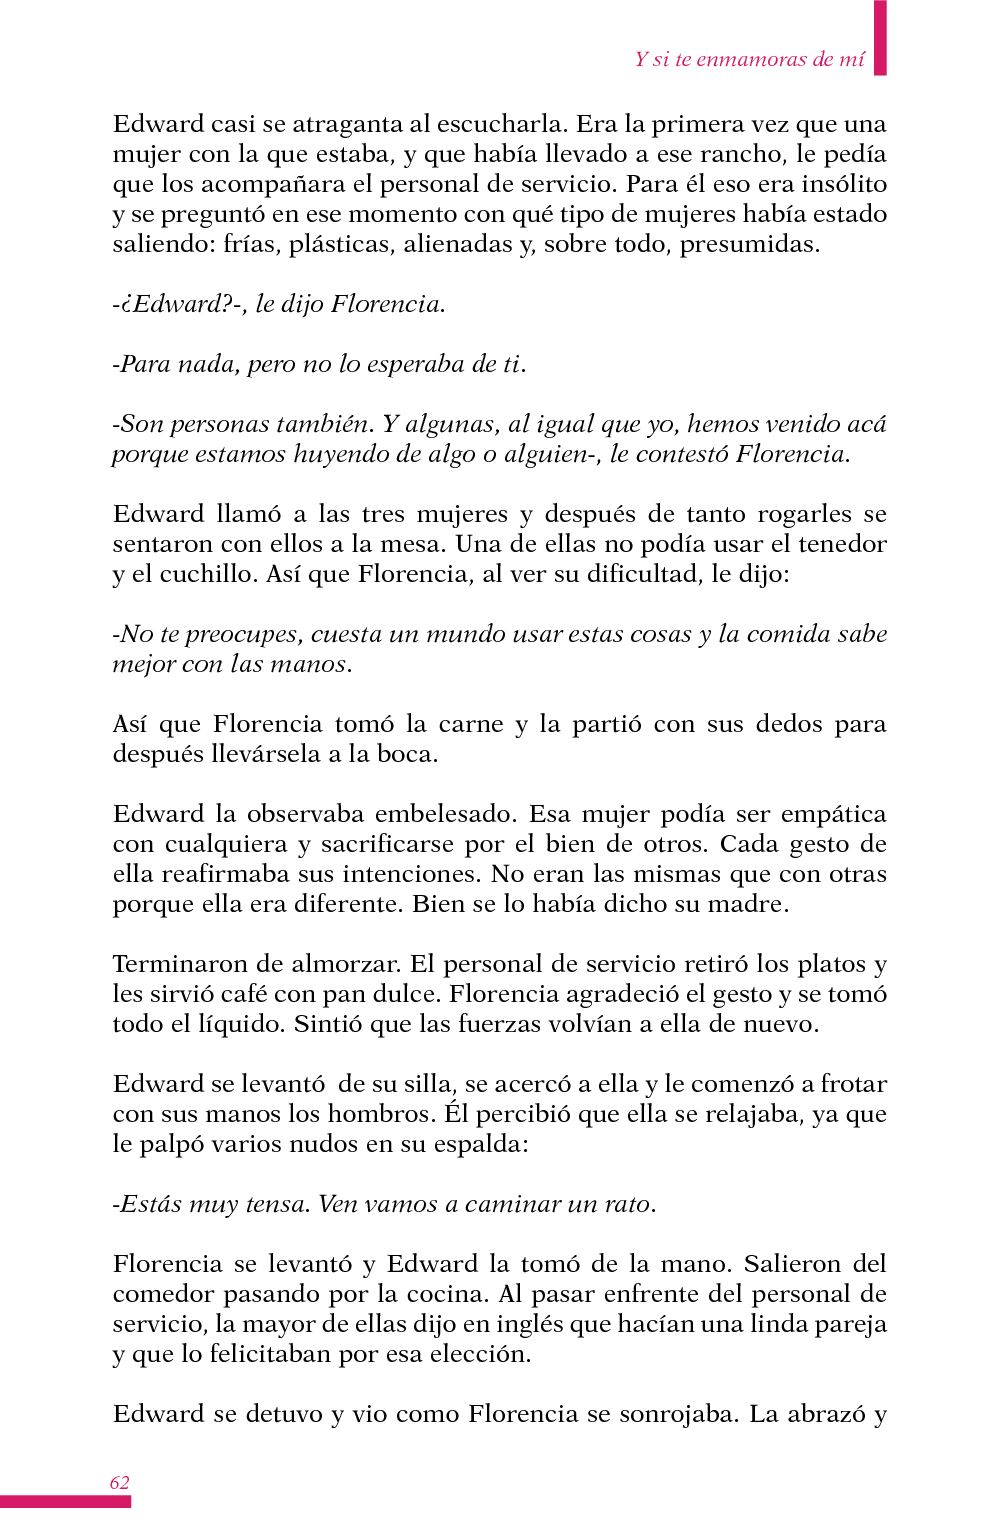 Y si te enmamoras de mí
Edward casi se atraganta al escucharla. Era la primera vez que una
mujer con la que estaba, y que había llevado a ese rancho, le pedía
que los acompañara el personal de servicio. Para él eso era insólito
y se preguntó en ese momento con qué tipo de mujeres había estado
saliendo: frías, plásticas, alienadas y, sobre todo, presumidas.
-¿Edward?-, le dijo Florencia.
-Para nada, pero no lo esperaba de ti.
-Son personas también. Y algunas, al igual que yo, hemos venido acá
porque estamos huyendo de algo o alguien-, le contestó Florencia.
Edward llamó a las tres mujeres y después de tanto rogarles se
sentaron con ellos a la mesa. Una de ellas no podía usar el tenedor
y el cuchillo. Así que Florencia, al ver su dificultad, le dijo:
-No te preocupes, cuesta un mundo usar estas cosas y la comida sabe
mejor con las manos.
Así que Florencia tomó la carne y la partió con sus dedos para
después llevársela a la boca.
Edward la observaba embelesado. Esa mujer podía ser empática
con cualquiera y sacrificarse por el bien de otros. Cada gesto de
ella reafirmaba sus intenciones. No eran las mismas que con otras
porque ella era diferente. Bien se lo había dicho su madre.
Terminaron de almorzar. El personal de servicio retiró los platos y
les sirvió café con pan dulce. Florencia agradeció el gesto y se tomó
todo el líquido. Sintió que las fuerzas volvían a ella de nuevo.
Edward se levantó  de su silla, se acercó a ella y le comenzó a frotar
con sus manos los hombros. Él percibió que ella se relajaba, ya que
le palpó varios nudos en su espalda:
-Estás muy tensa. Ven vamos a caminar un rato.
Florencia se levantó y Edward la tomó de la mano. Salieron del
comedor pasando por la cocina. Al pasar enfrente del personal de
servicio, la mayor de ellas dijo en inglés que hacían una linda pareja
y que lo felicitaban por esa elección.
Edward se detuvo y vio como Florencia se sonrojaba. La abrazó y
62